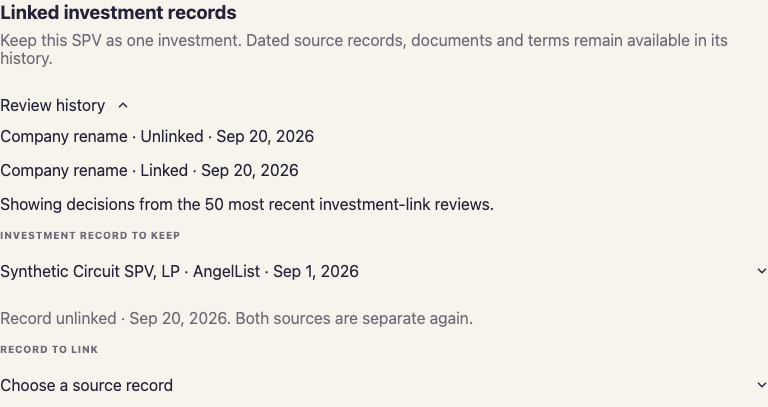 Linked investment records
Keep this SPV as one investment. Dated source records, documents and terms remain available in its
history.
Review history
Company rename · Unlinked · Sep 20, 2026
Company rename · Linked · Sep 20, 2026
Showing decisions from the 50 most recent investment-link reviews.
INVESTMENT RECORD TO KEEP
Synthetic Circuit SPV, LP · AngelList · Sep 1, 2026
Record unlinked · Sep 20, 2026. Both sources are separate again.
RECORD TO LINK
Choose a source record